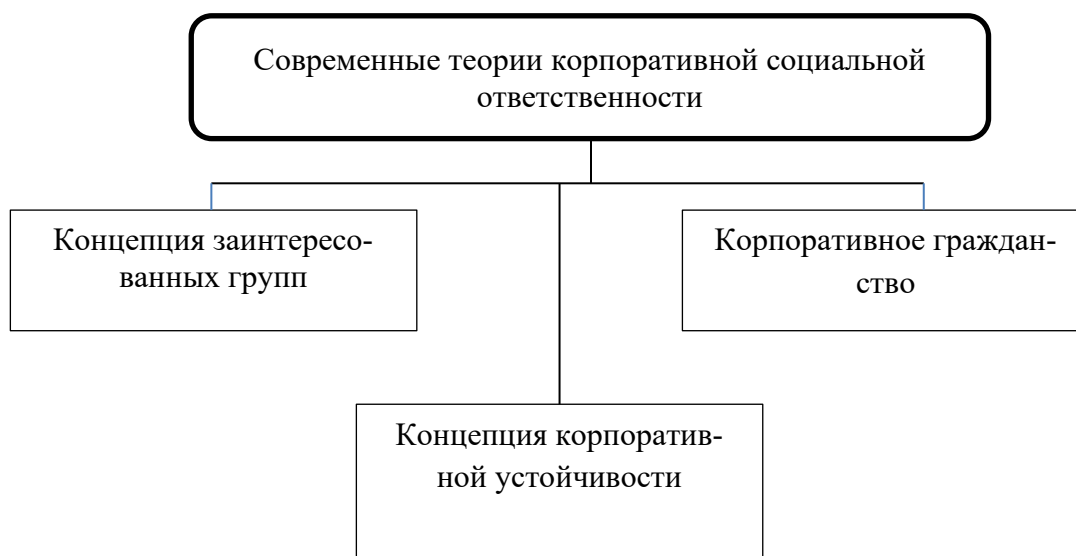 Современные теории корпоративной социальной
ответственности
Концепция заинтересо-
ванных групп
Корпоративное граждан-
ство
Концепция корпоратив-
ной устойчивости